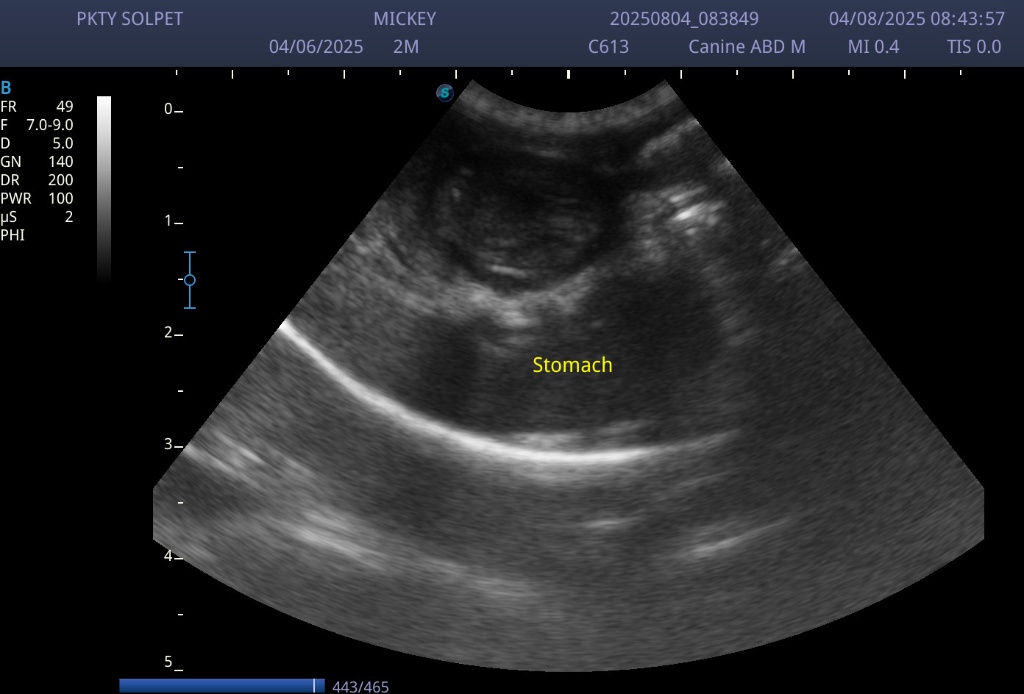 PKTY SOLPET MICKEY 20250804_083849 04/08/2025 08:43:57
04/06/2025 2M C613 Canine ABD M MI 0.4 TIS 0.0
S
B
FR 49
F 7.0-9.0
D 5.0
GN 140
DR 200
PWR 100
µS 2
PHI
0
1
2
3
4
5
Stomach
443/465